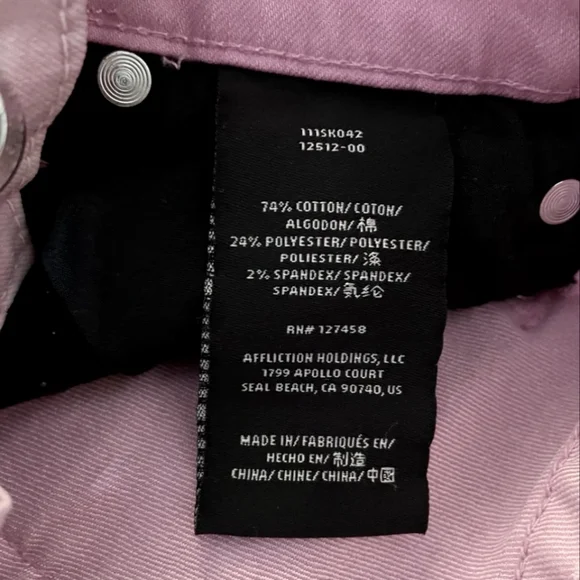 111SK042
12512-00
74% COTTON/ COTON/
ALGODON/ 棉
24% POLYESTER/ POLYESTER/
POLIESTER/ 涤
2% SPANDEX/ SPANDEX/
SPANDEX/ 氨纶
RN# 127458
AFFLICTION HOLDINGS, LLC
1799 APOLLO COURT
SEAL BEACH, CA 90740, US
MADE IN/ FABRIQUÉS EN/
HECHO EN/ 制造
CHINA/ CHINE/ CHINA/ 中國